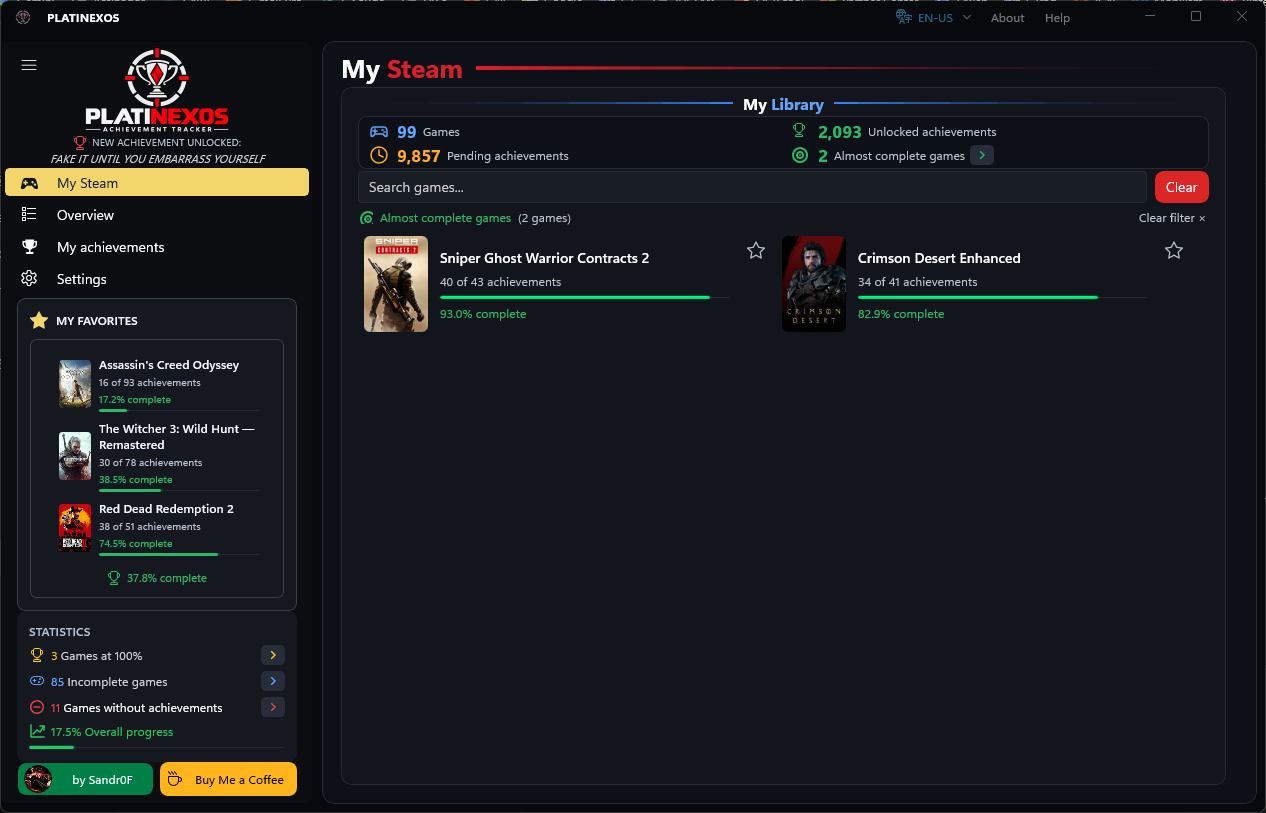 PLATINEXOS
EN-US
About
Help
PLATINEXOS
ACHIEVEMENT TRACKER
NEW ACHIEVEMENT UNLOCKED:
FAKE IT UNTIL YOU EMBARRASS YOURSELF
My Steam
Overview
My achievements
Settings
MY FAVORITES
Assassin's Creed Odyssey
16 of 93 achievements
17.2% complete
The Witcher 3: Wild Hunt —
Remastered
30 of 78 achievements
38.5% complete
Red Dead Redemption 2
38 of 51 achievements
74.5% complete
37.8% complete
STATISTICS
3 Games at 100%
85 Incomplete games
11 Games without achievements
17.5% Overall progress
by Sandr0F
Buy Me a Coffee
My Steam
My Library
99 Games
2,093 Unlocked achievements
9,857 Pending achievements
2 Almost complete games
Search games...
Clear
Almost complete games (2 games)
Clear filter ×
SNIPER
CONTRACTS 2
Sniper Ghost Warrior Contracts 2
40 of 43 achievements
93.0% complete
CRIMSON
DESERT
Crimson Desert Enhanced
34 of 41 achievements
82.9% complete